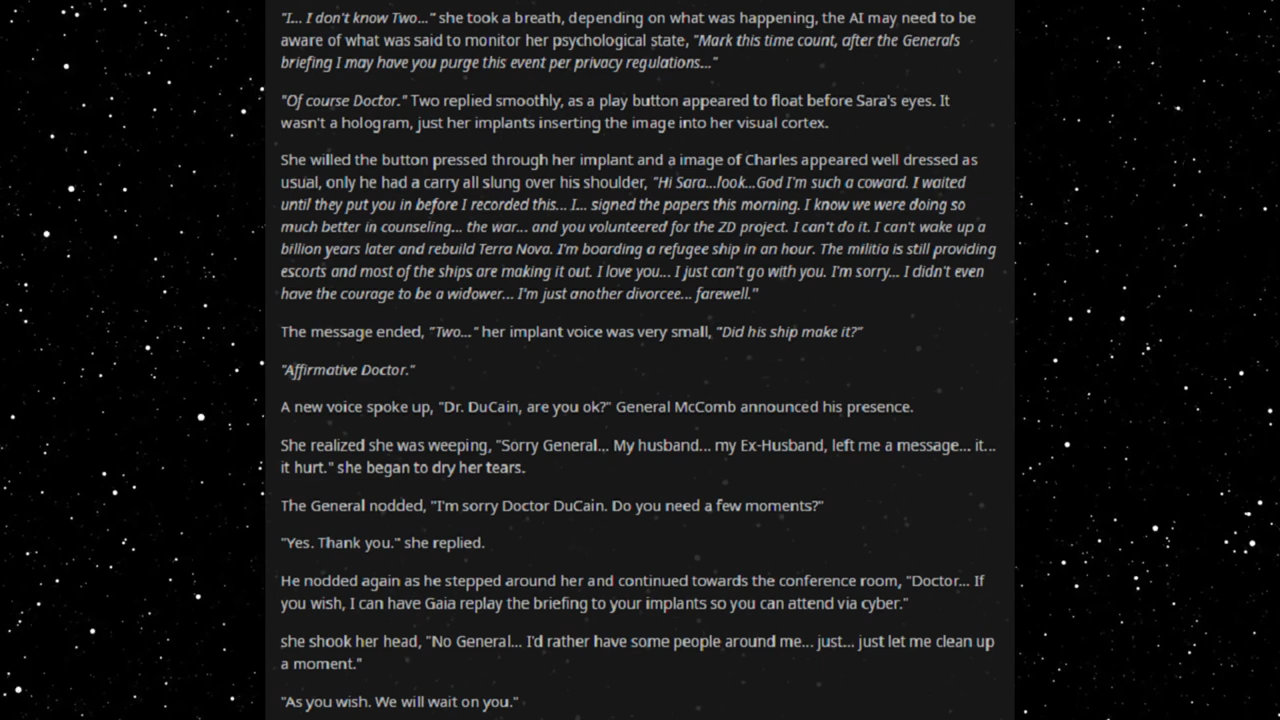 "I... I don't know Two..." she took a breath, depending on what was happening, the AI may need to be
aware of what was said to monitor her psychological state, "Mark this time count, after the Generals
briefing I may have you purge this event per privacy regulations..."
"Of course Doctor." Two replied smoothly, as a play button appeared to float before Sara's eyes. It
wasn't a hologram, just her implants inserting the image into her visual cortex.
She willed the button pressed through her implant and a image of Charles appeared well dressed as
usual, only he had a carry all slung over his shoulder, "Hi Sara...look...God I'm such a coward. I waited
until they put you in before I recorded this... I... signed the papers this morning. I know we were doing so
much better in counseling... the war... and you volunteered for the ZD project. I can't do it. I can't wake up a
billion years later and rebuild Terra Nova. I'm boarding a refugee ship in an hour. The militia is still providing
escorts and most of the ships are making it out. I love you... I just can't go with you. I'm sorry... I didn't even
have the courage to be a widower... I'm just another divorcee... farewell."
The message ended, "Two..." her implant voice was very small, "Did his ship make it?"
"Affirmative Doctor."
A new voice spoke up, "Dr. DuCain, are you ok?" General McComb announced his presence.
She realized she was weeping, "Sorry General... My husband... my Ex-Husband, left me a message... it...
it hurt." she began to dry her tears.
The General nodded, "I'm sorry Doctor DuCain. Do you need a few moments?"
"Yes. Thank you." she replied.
He nodded again as he stepped around her and continued towards the conference room, "Doctor... If
you wish, I can have Gaia replay the briefing to your implants so you can attend via cyber."
she shook her head, "No General... I'd rather have some people around me... just... just let me clean up
a moment."
"As you wish. We will wait on you."